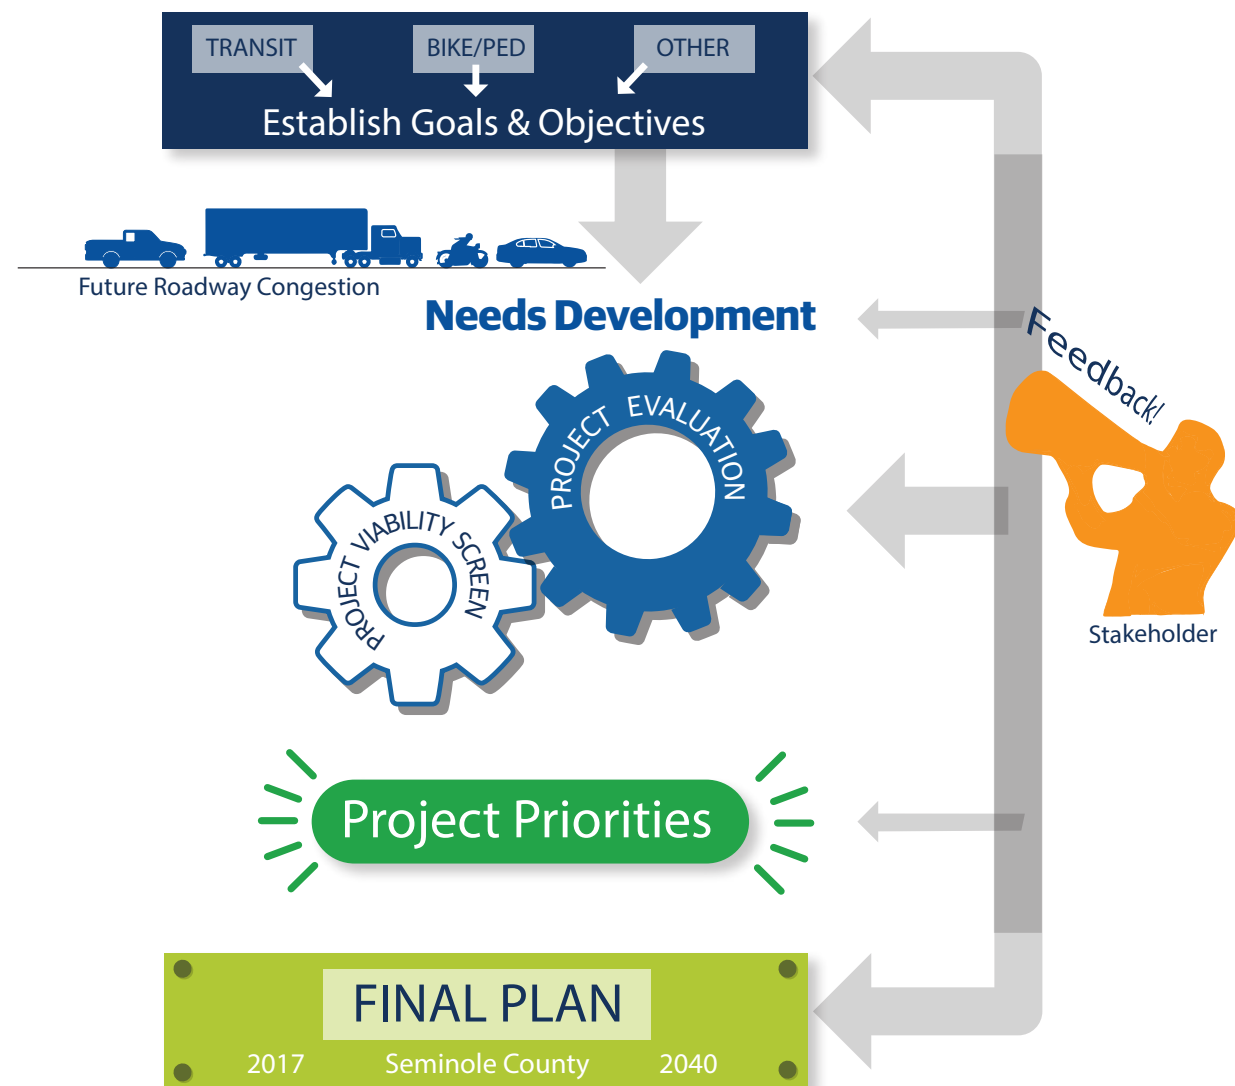 TRANSIT
BIKE/PED
OTHER
Establish Goals & Objectives
Future Roadway Congestion
Needs Development
Feedback!
PROJECT EVALUATION
PROJECT VIABILITY SCREEN
Stakeholder
Project Priorities
FINAL PLAN
2017 Seminole County 2040